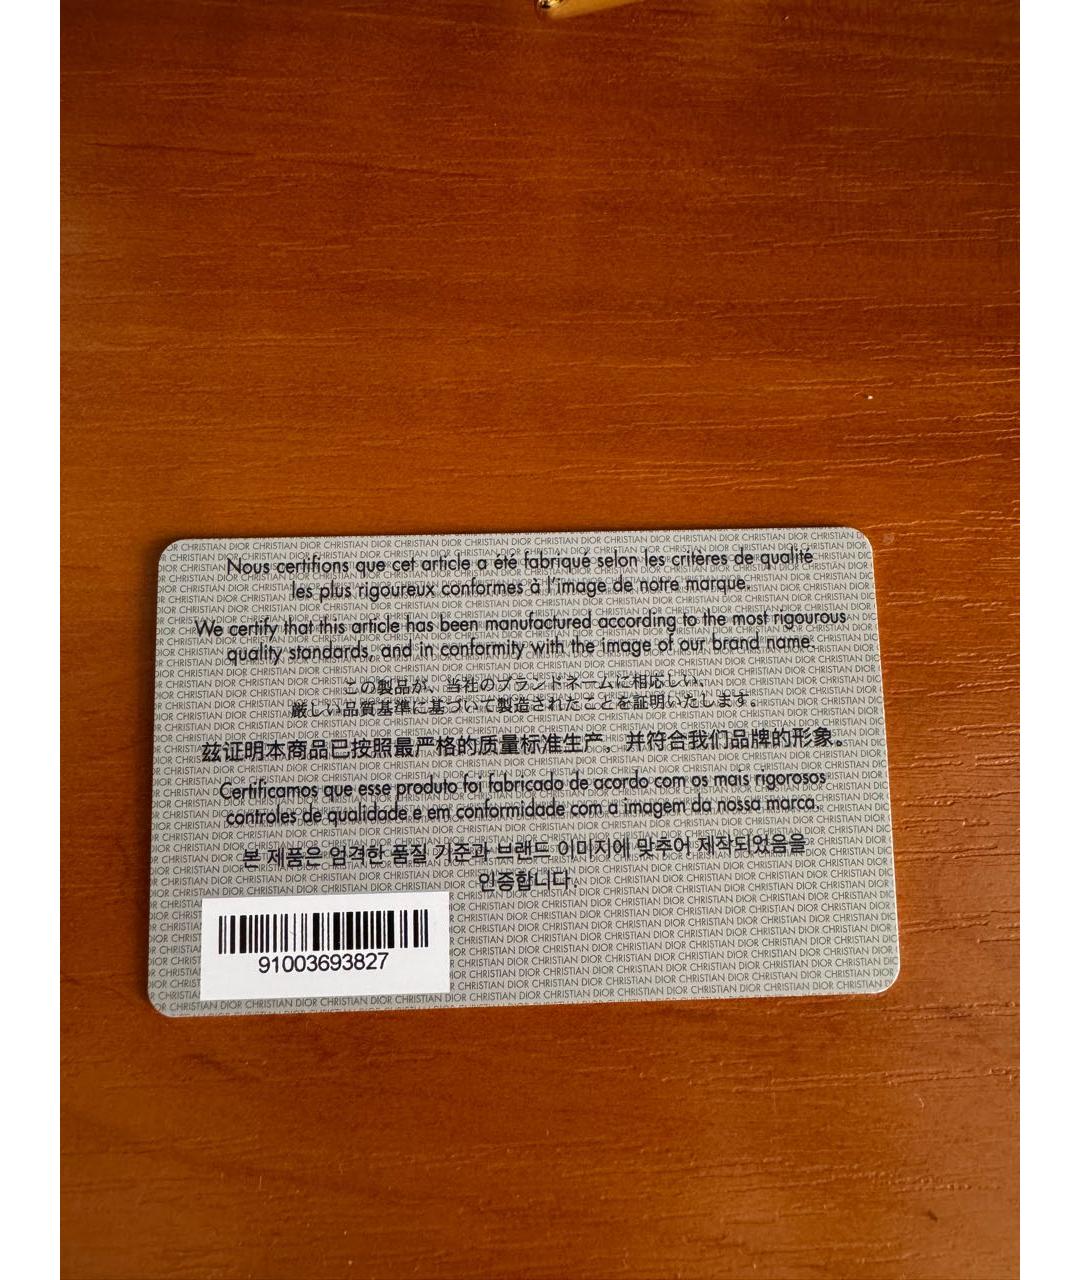 Nous certifions que cet article a été fabriqué selon les critères de qualité
les plus rigoureux conformes à l'image de notre marque.
We certify that this article has been manufactured according to the most rigourous
quality standards, and in conformity with the image of our brand name.
この製品が、当社のブランドネームに相応しい、
厳しい品質基準に基づいて製造されたことを証明いたします。
兹证明本商品已按照最严格的质量标准生产，并符合我们品牌的形象。
Certificamos que esse produto foi fabricado de acordo com os mais rigorosos
controles de qualidade e em conformidade com a imagem da nossa marca.
본 제품은 엄격한 품질 기준과 브랜드 이미지에 맞추어 제작되었음을
인증합니다.
91003693827